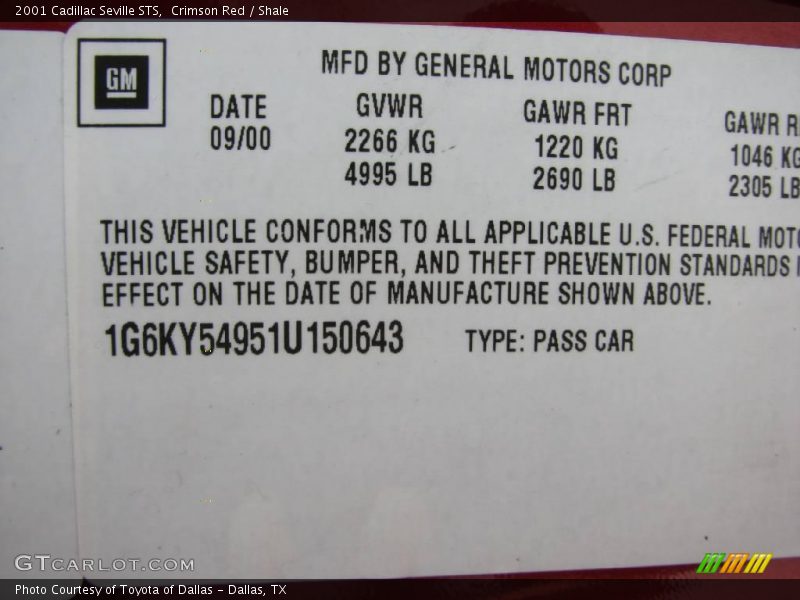 2001 Cadillac Seville STS,  Crimson Red / Shale
GM
MFD BY GENERAL MOTORS CORP
DATE GVWR GAWR FRT GAWR
09/00 2266 KG 1220 KG 1046 KG
4995 LB 2690 LB 2305 LB
THIS VEHICLE CONFORMS TO ALL APPLICABLE U.S. FEDERAL
VEHICLE SAFETY, BUMPER, AND THEFT PREVENTION STANDARDS
EFFECT ON THE DATE OF MANUFACTURE SHOWN ABOVE.
1G6KY54951U150643 TYPE: PASS CAR
GTCARLOT.COM
Photo Courtesy of Toyota of Dallas – Dallas, TX